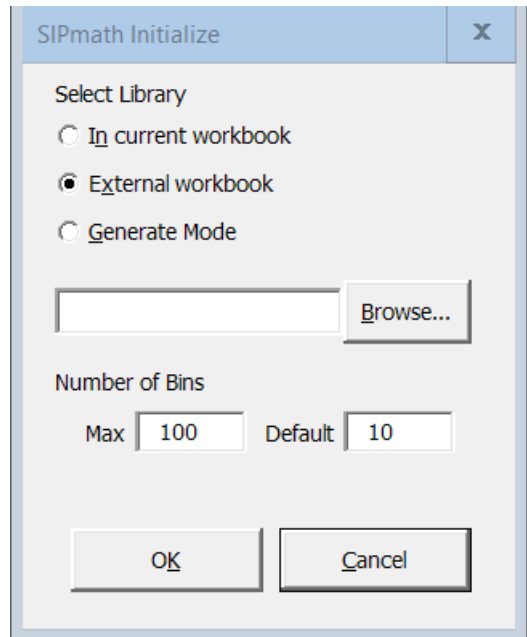 SIPmath Initialize x
Select Library
In current workbook
External workbook
Generate Mode
Browse...
Number of Bins
Max 100 Default 10
OK Cancel